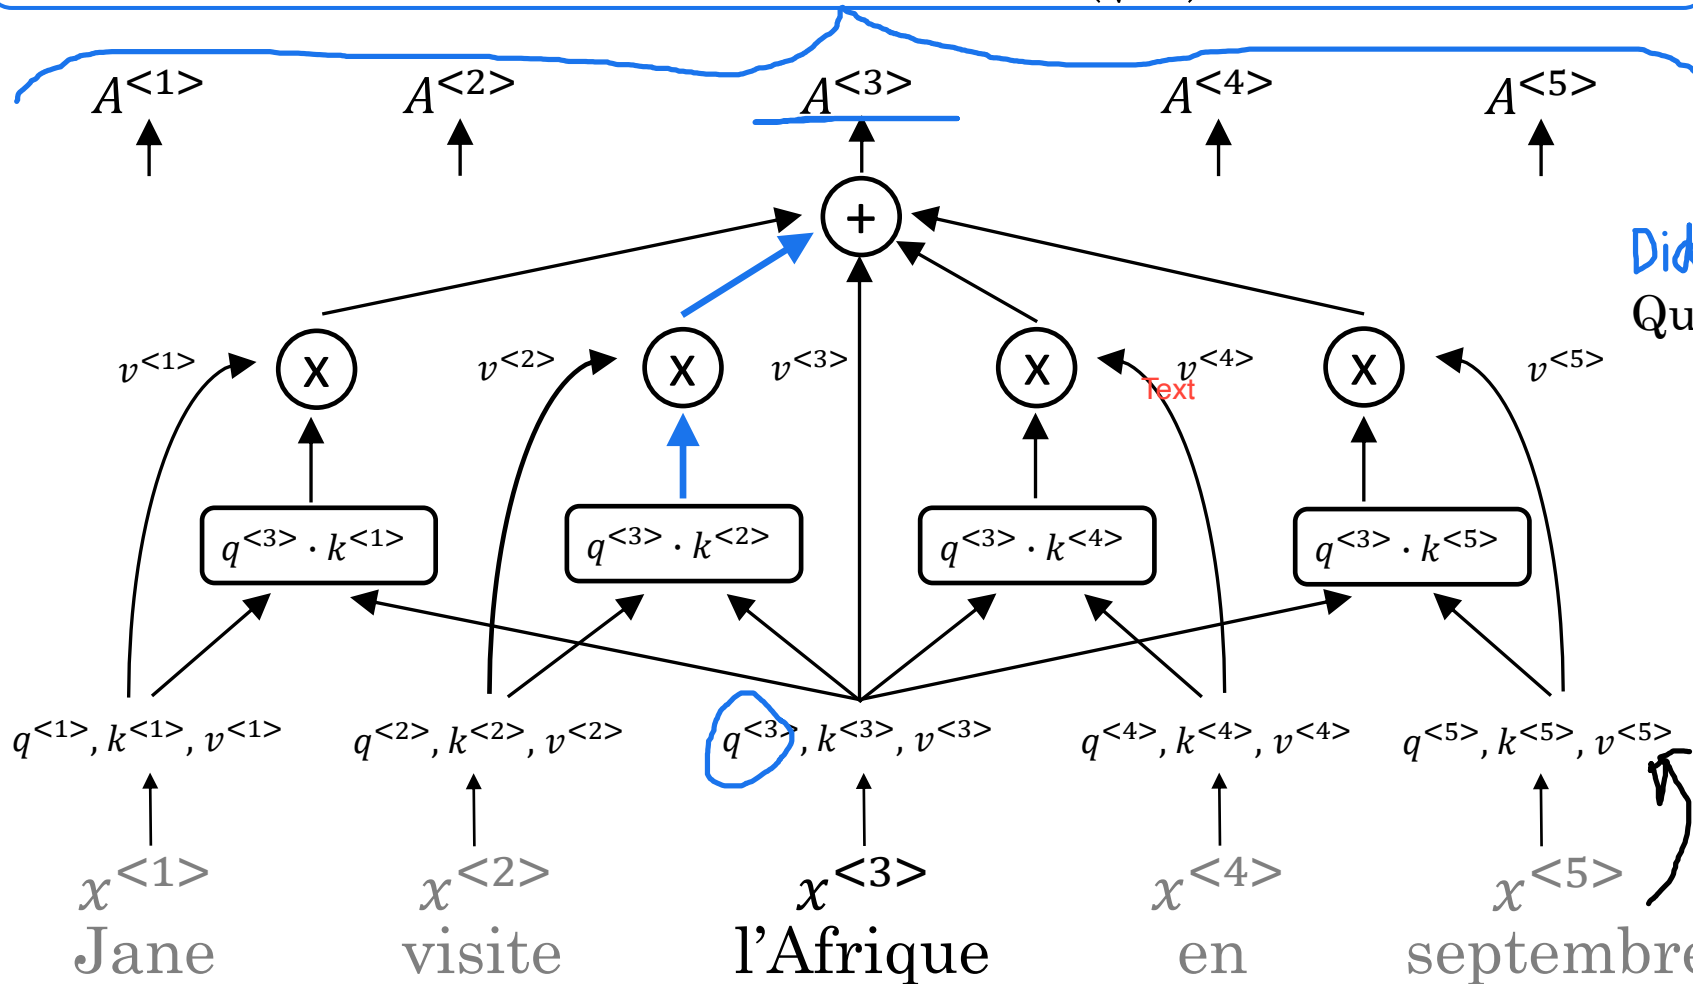 A<1> A<2> A<3> A<4> A<5>
+
v<1> x v<2> x v<3> x v<4> x v<5>
Text
q<3> · k<1> q<3> · k<2> q<3> · k<4> q<3> · k<5>
q<1>, k<1>, v<1> q<2>, k<2>, v<2> q<3>, k<3>, v<3> q<4>, k<4>, v<4> q<5>, k<5>, v<5>
x<1> x<2> x<3> x<4> x<5>
Jane visite l'Afrique en septembre